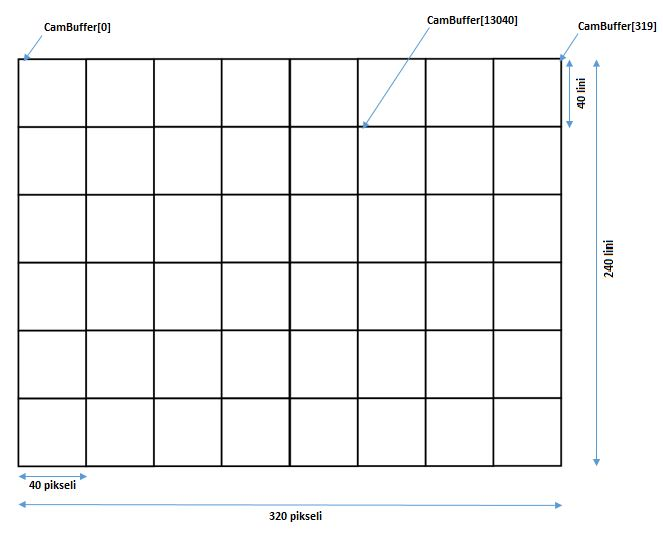 CamBuffer[0]
CamBuffer[13040]
CamBuffer[319]
40 lini
240 lini
40 pikseli
320 pikseli